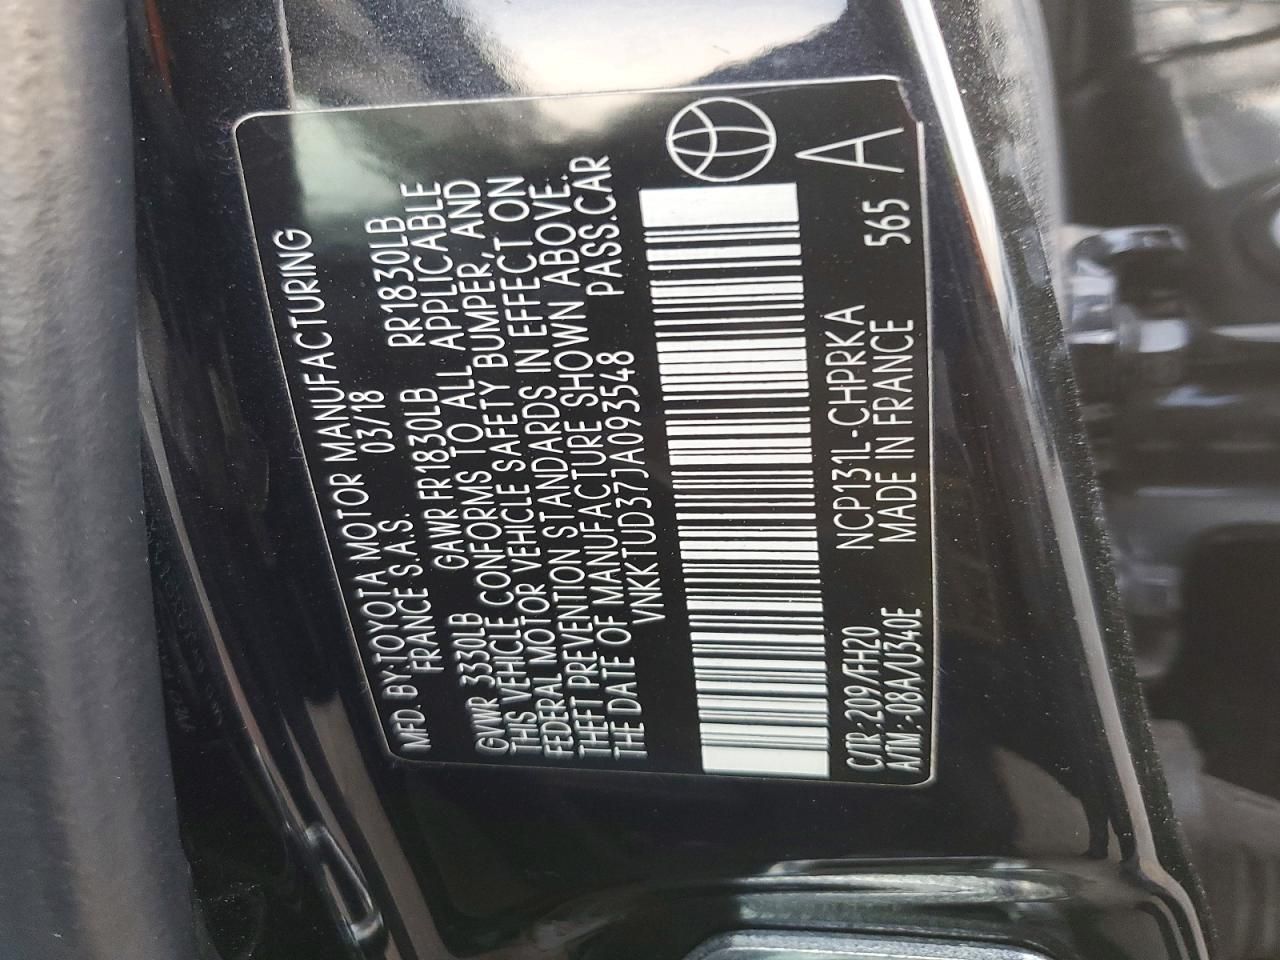 MFD. BY:TOYOTA MOTOR MANUFACTURING
FRANCE S.A.S. 03/18
GVWR 3330LB GAWR FR1830LB RR1830LB
THIS VEHICLE CONFORMS TO ALL APPLICABLE
FEDERAL MOTOR VEHICLE SAFETY BUMPER, AND
THEFT PREVENTION STANDARDS IN EFFECT ON
THE DATE OF MANUFACTURE SHOWN ABOVE.
VNKKTUD37JA093548 PASS.CAR
C/TR:209/FH20 NCP131L-CHPRKA 565 A
A/TM:-08A/U340E MADE IN FRANCE